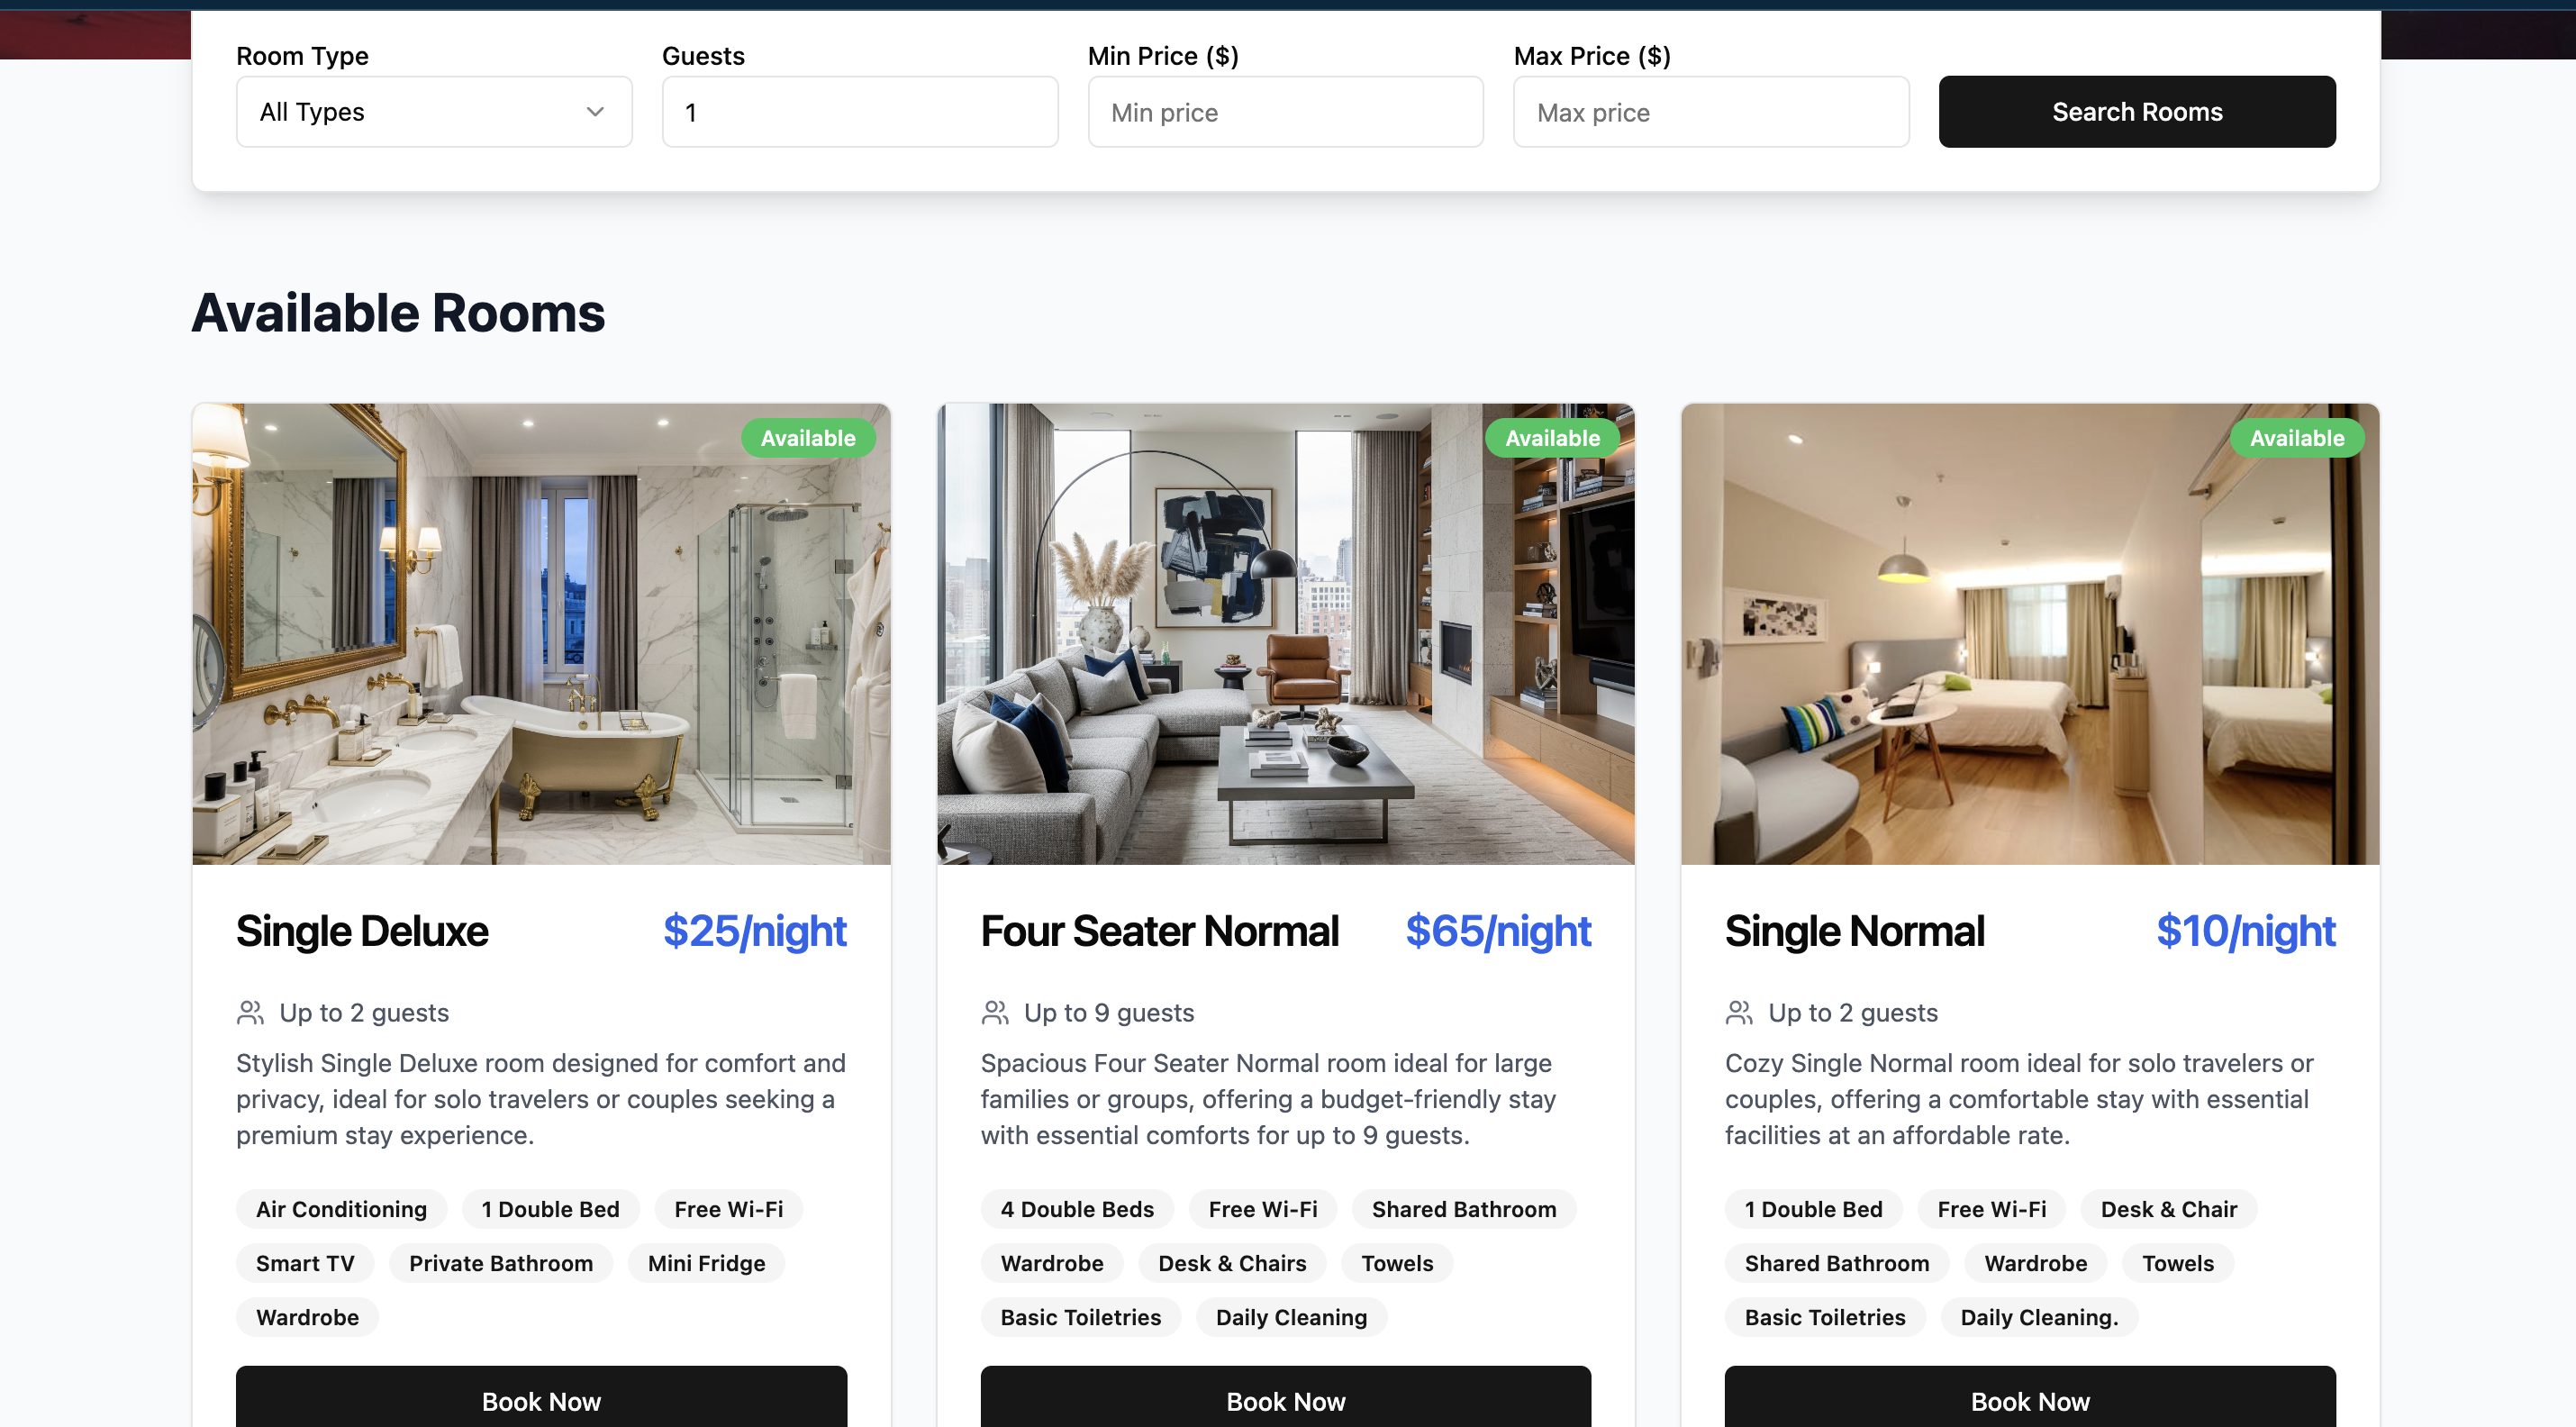 Room Type
Guests
Min Price ($)
Max Price ($)
All Types
1
Min price
Max price
Search Rooms
Available Rooms
Available
Available
Available
Single Deluxe
$25/night
Up to 2 guests
Stylish Single Deluxe room designed for comfort and
privacy, ideal for solo travelers or couples seeking a
premium stay experience.
Air Conditioning
1 Double Bed
Free Wi-Fi
Smart TV
Private Bathroom
Mini Fridge
Wardrobe
Book Now
Four Seater Normal
$65/night
Up to 9 guests
Spacious Four Seater Normal room ideal for large
families or groups, offering a budget-friendly stay
with essential comforts for up to 9 guests.
4 Double Beds
Free Wi-Fi
Shared Bathroom
Wardrobe
Desk & Chairs
Towels
Basic Toiletries
Daily Cleaning
Book Now
Single Normal
$10/night
Up to 2 guests
Cozy Single Normal room ideal for solo travelers or
couples, offering a comfortable stay with essential
facilities at an affordable rate.
1 Double Bed
Free Wi-Fi
Desk & Chair
Shared Bathroom
Wardrobe
Towels
Basic Toiletries
Daily Cleaning.
Book Now